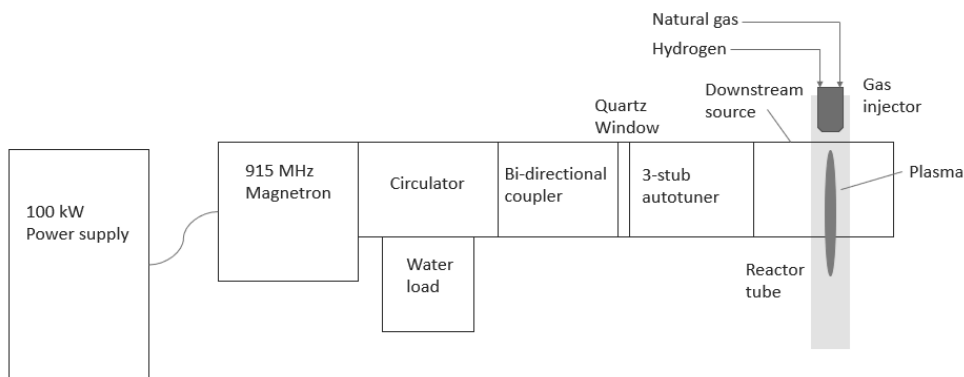 Natural gas
Hydrogen
Downstream
source
Gas
injector
Quartz
Window
915 MHz
Magnetron
Circulator
Bi-directional
coupler
3-stub
autotuner
Plasma
100 kW
Power supply
Water
load
Reactor
tube